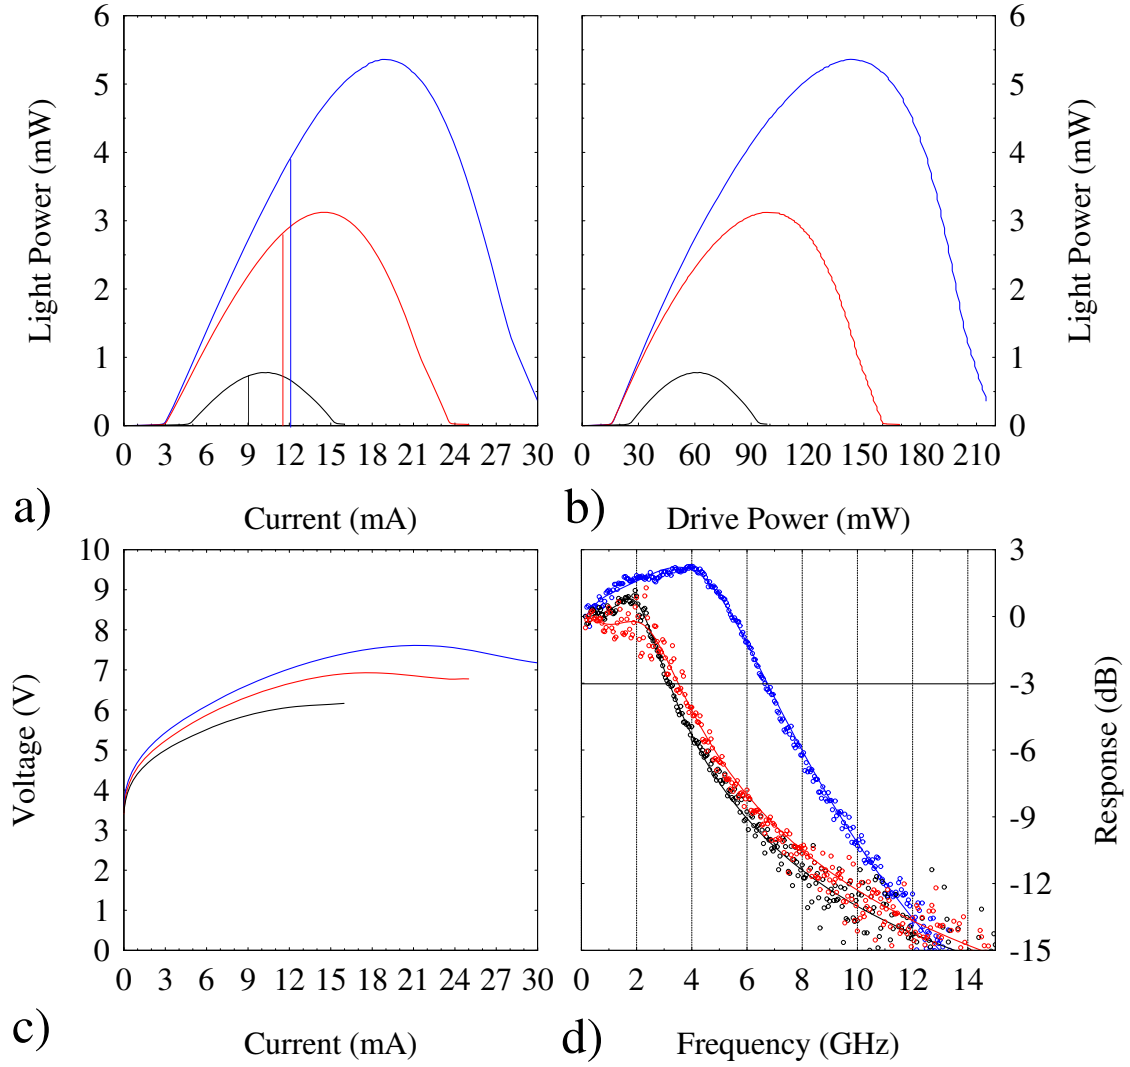 6 5 4 3 2 1 0
Light Power (mW)
0 3 6 9 12 15 18 21 24 27 30
a)
Current (mA)
6 5 4 3 2 1 0
Light Power (mW)
0 30 60 90 120 150 180 210
b)
Drive Power (mW)
10 9 8 7 6 5 4 3 2 1 0
Voltage (V)
0 3 6 9 12 15 18 21 24 27 30
c)
Current (mA)
3 0 -3 -6 -9 -12 -15
Response (dB)
0 2 4 6 8 10 12 14
d)
Frequency (GHz)